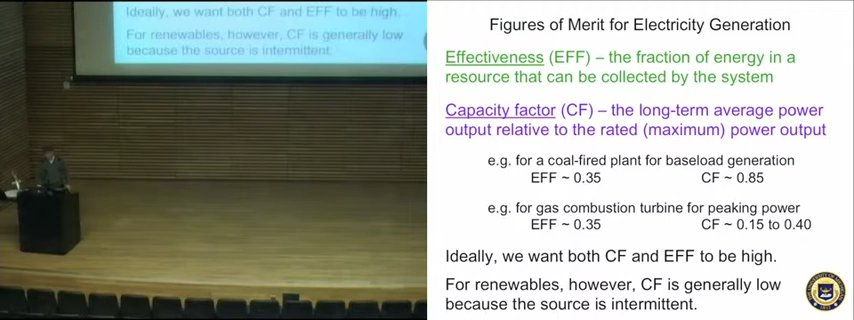 Ideally, we want both CF and EFF to be high.
For renewables, however, CF is generally low
because the source is intermittent.
Figures of Merit for Electricity Generation
Effectiveness (EFF) – the fraction of energy in a
resource that can be collected by the system
Capacity factor (CF) – the long-term average power
output relative to the rated (maximum) power output
e.g. for a coal-fired plant for baseload generation
EFF ~ 0.35 CF ~ 0.85
e.g. for gas combustion turbine for peaking power
EFF ~ 0.35 CF ~ 0.15 to 0.40
Ideally, we want both CF and EFF to be high.
For renewables, however, CF is generally low
because the source is intermittent.